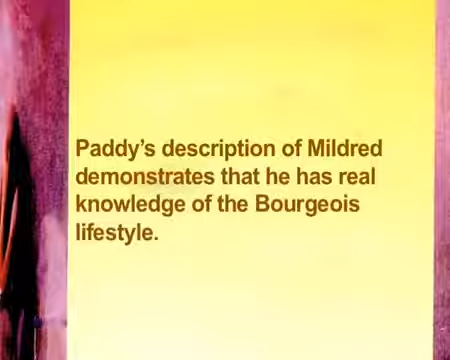 Paddy’s description of Mildred
demonstrates that he has real
knowledge of the Bourgeois
lifestyle.